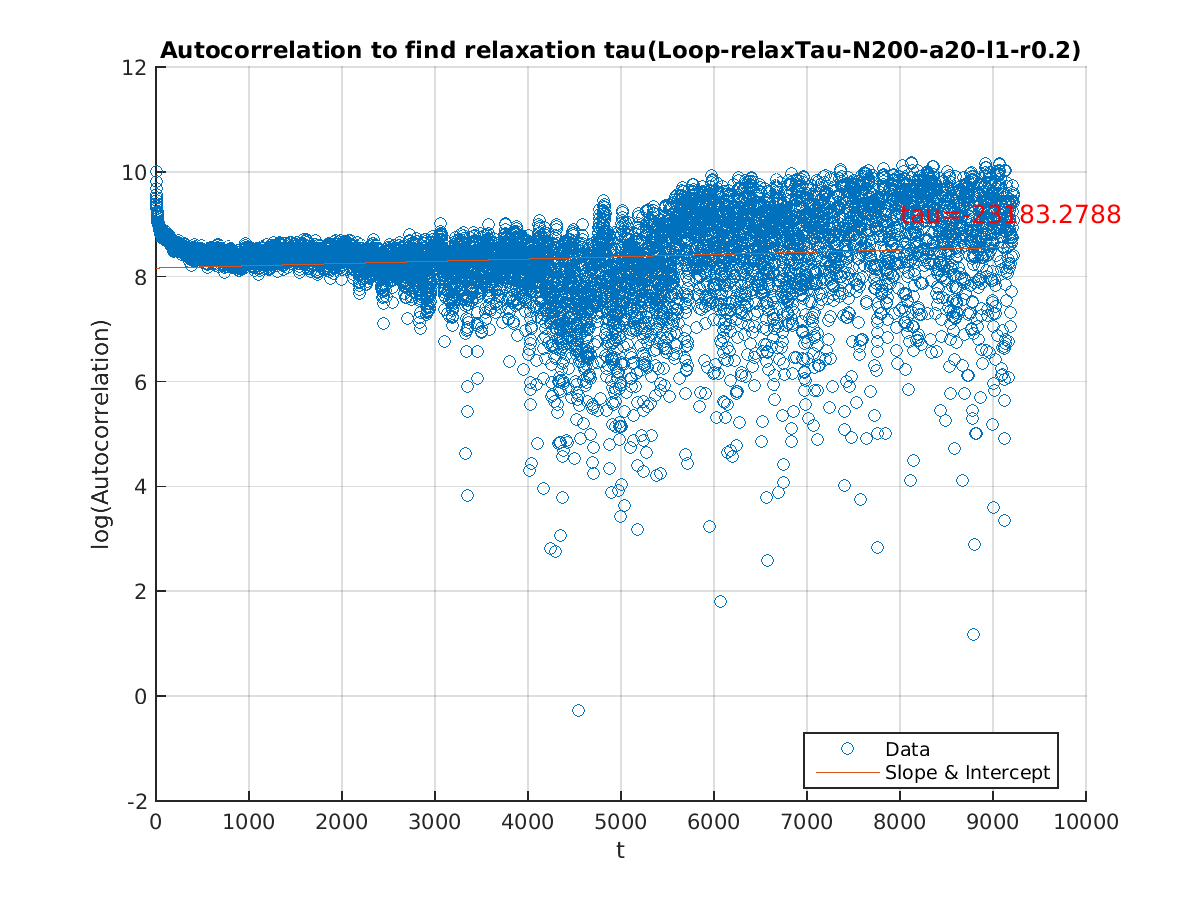 Autocorrelation to find relaxation tau(Loop-relaxTau-N200-a20-l1-r0.2)
12
10
8
6
4
2
0
-2
log(Autocorrelation)
tau=-23183.2788
Data
Slope & Intercept
0 1000 2000 3000 4000 5000 6000 7000 8000 9000 10000
t